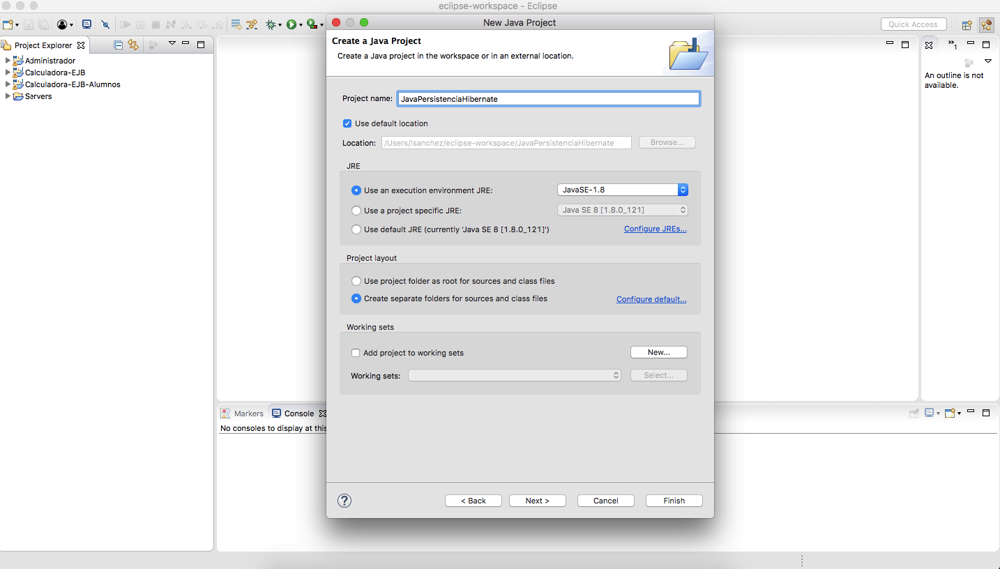 eclipse-workspace - Eclipse
Quick Access
Project Explorer
Administrador
Calculadora-EJB
Calculadora-EJB-Alumnos
Servers
New Java Project
Create a Java Project
Create a Java project in the workspace or in an external location.
Project name: JavaPersistenciaHibernate
Use default location
Location: /Users/lsanchez/eclipse-workspace/JavaPersistenciaHibernate Browse...
JRE
Use an execution environment JRE: JavaSE-1.8
Use a project specific JRE: Java SE 8 [1.8.0_121]
Use default JRE (currently 'Java SE 8 [1.8.0_121]') Configure JREs...
Project layout
Use project folder as root for sources and class files
Create separate folders for sources and class files Configure default...
Working sets
Add project to working sets New...
Working sets: Select...
? < Back Next > Cancel Finish
»1
An outline is not
available.
Markers Console
No consoles to display at this